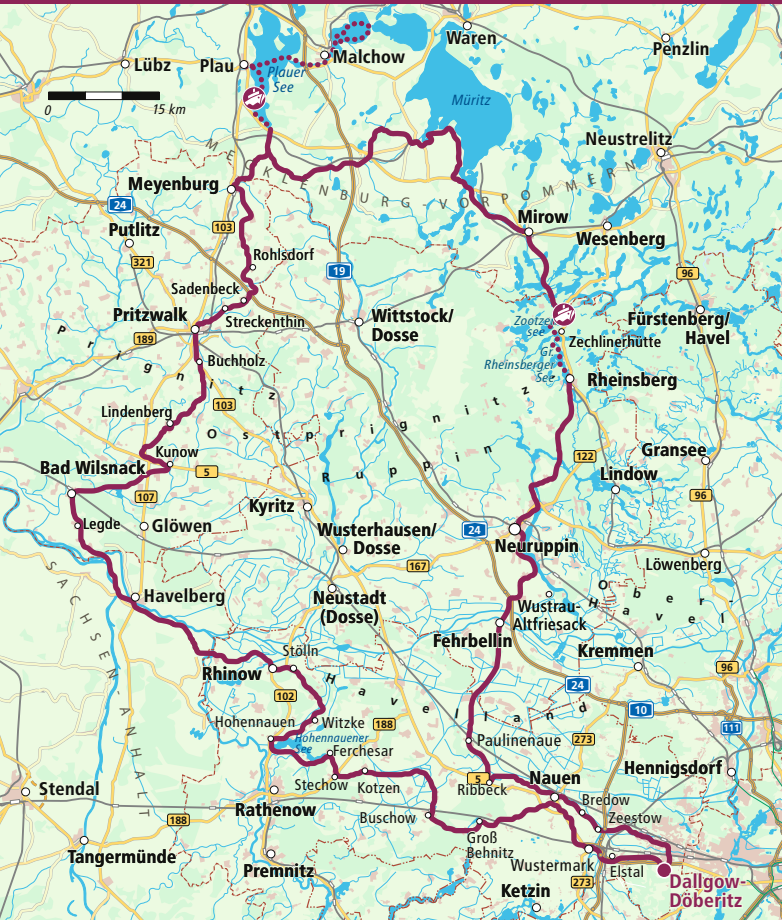 Waren
Penzlin
Lübz
Plau
Malchow
Plauer
See
Müritz
0
15 km
Neustrelitz
MECKLENBURG-VORPOMMERN
Meyenburg
24
Putlitz
103
Mirow
Wesenberg
321
Rohlsdorf
19
96
Sadenbeck
Pritzwalk
Streckenthin
Wittstock/
Dosse
Zootzen-
see
Zechlinerhütte
Fürstenberg/
Havel
189
Prignitz
Buchholz
Gr.
Rheinsberger
See
Rheinsberg
103
Lindenberg
Ostprignitz
Kunow
Ruppin
122
Gransee
Bad Wilsnack
5
Lindow
107
Kyritz
96
Legde
Glöwen
Wusterhausen/
Dosse
24
Neuruppin
167
Löwenberg
SACHSEN-ANHALT
Havelberg
Neustadt
(Dosse)
Ober-
Havel
Wustrau-
Altfriesack
Fehrbellin
Kremmen
Stölln
Rhinow
96
102
Havelland
24
10
Hohennauen
Witzke
188
111
Hohennauener
See
Ferchesar
Paulinenaue
273
Hennigsdorf
Stendal
Stechow
Kotzen
5
Ribbeck
Nauen
Rathenow
Bredow
188
Buschow
Zeestow
Groß
Behnitz
Tangermünde
Premnitz
Wustermark
Elstal
273
Ketzin
Dallgow-
Döberitz